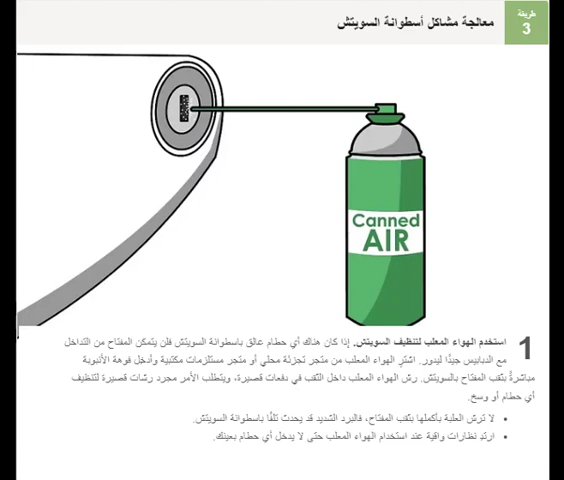 طريقة
3
معالجة مشاكل أسطوانة السويتش
Canned
AIR
1
استخدم الهواء المعلب لتنظيف السويتش. إذا كان هناك أي حطام عالق باسطوانة السويتش فلن يتمكن المفتاح من التداخل
مع الدبابيس جيدًا ليدور. اشترِ الهواء المعلب من متجر تجزئة محلي أو متجر مستلزمات مكتبية وأدخل فوهة الأنبوبة
مباشرةً بثقب المفتاح بالسويتش. رش الهواء المعلب داخل الثقب في دفعات قصيرة، ويتطلب الأمر مجرد رشات قصيرة لتنظيف
أي حطام أو وسخ.
• لا ترش العلبة بأكملها بثقب المفتاح، فالبرد الشديد قد يحدث تلفًا باسطوانة السويتش.
• ارتدِ نظارات واقية عند استخدام الهواء المعلب حتى لا يدخل أي حطام بعينك.